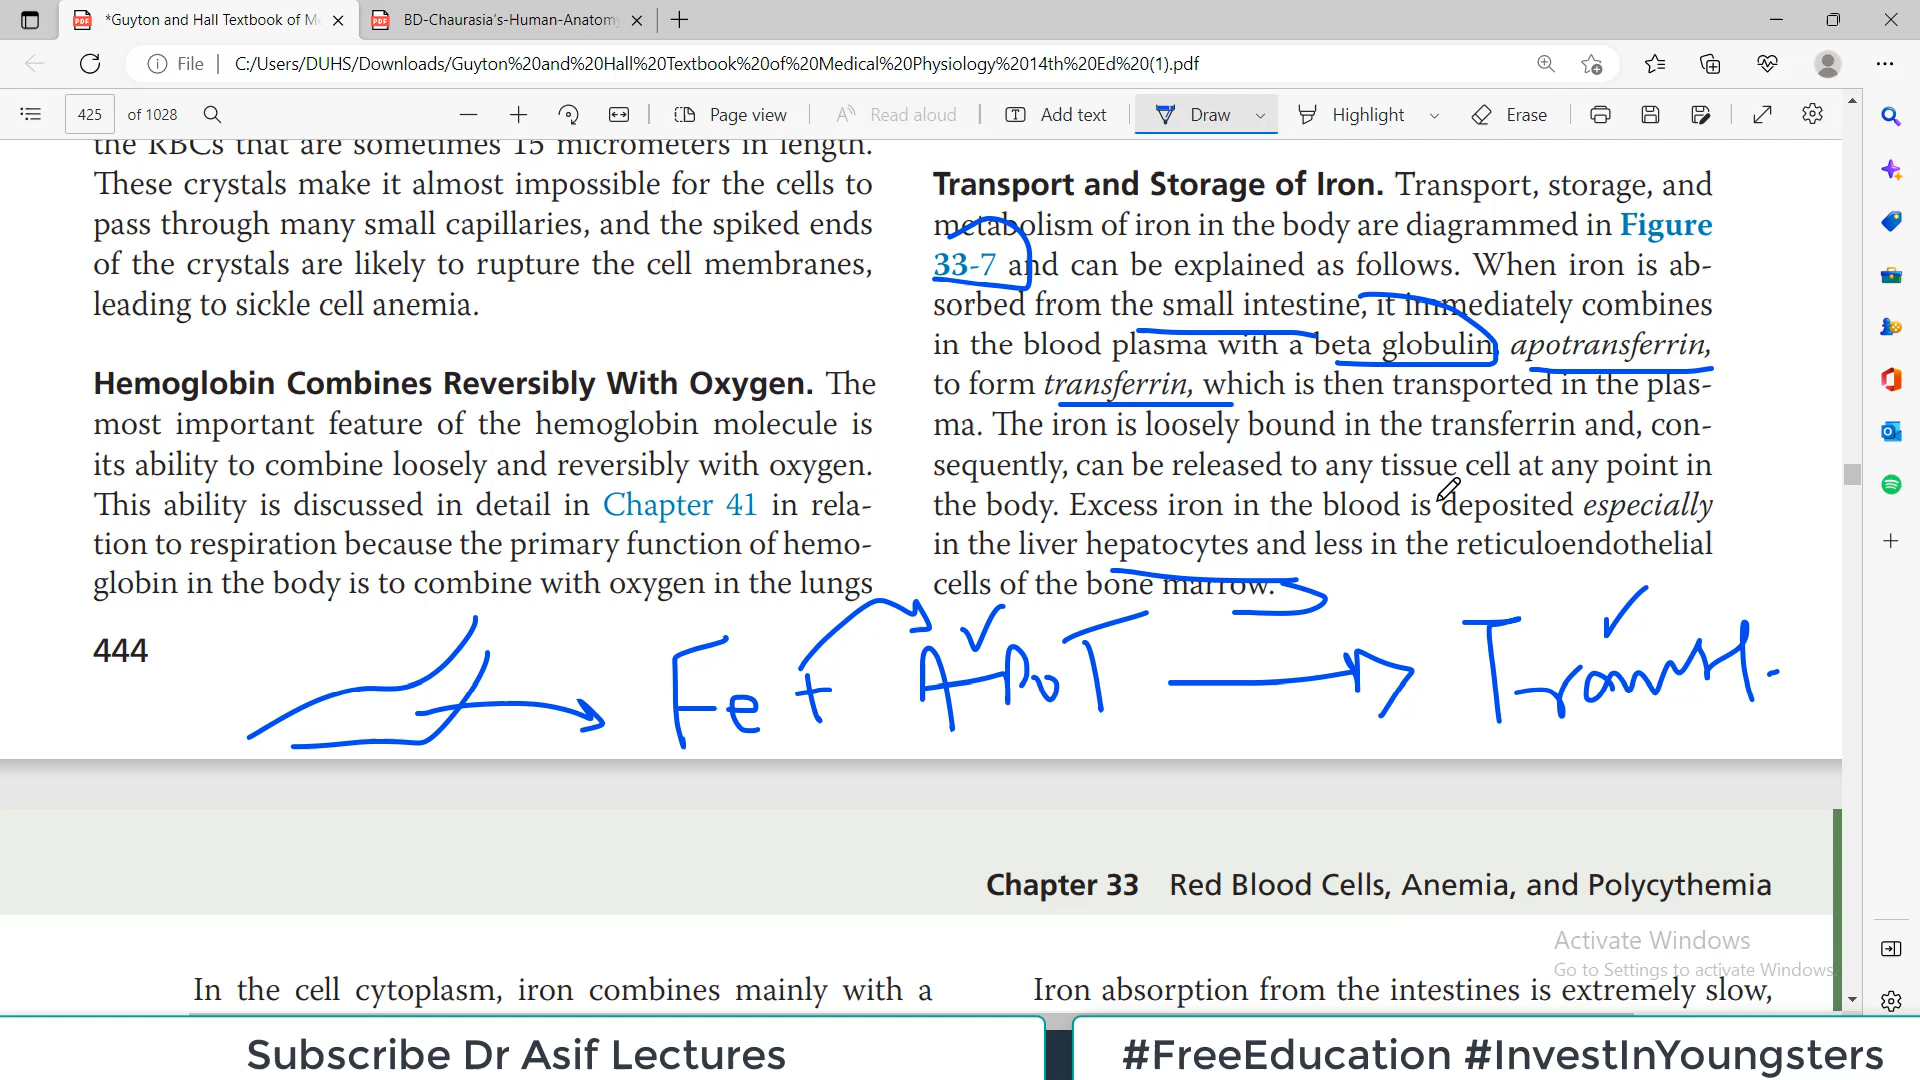 *Guyton and Hall Textbook of M
BD-Chaurasia's-Human-Anatomy
File
C:/Users/DUHS/Downloads/Guyton%20and%20Hall%20Textbook%20of%20Medical%20Physiology%2014th%20Ed%20(1).pdf
425 of 1028
Page view
Read aloud
Add text
Draw
Highlight
Erase
the RBCs that are sometimes 15 micrometers in length.
These crystals make it almost impossible for the cells to
pass through many small capillaries, and the spiked ends
of the crystals are likely to rupture the cell membranes,
leading to sickle cell anemia.
Hemoglobin Combines Reversibly With Oxygen. The
most important feature of the hemoglobin molecule is
its ability to combine loosely and reversibly with oxygen.
This ability is discussed in detail in Chapter 41 in rela-
tion to respiration because the primary function of hemo-
globin in the body is to combine with oxygen in the lungs
444
Transport and Storage of Iron. Transport, storage, and
metabolism of iron in the body are diagrammed in Figure
33-7 and can be explained as follows. When iron is ab-
sorbed from the small intestine, it immediately combines
in the blood plasma with a beta globulin, apotransferrin,
to form transferrin, which is then transported in the plas-
ma. The iron is loosely bound in the transferrin and, con-
sequently, can be released to any tissue cell at any point in
the body. Excess iron in the blood is deposited especially
in the liver hepatocytes and less in the reticuloendothelial
cells of the bone marrow.
Fe + APoT
Chapter 33 Red Blood Cells, Anemia, and Polycythemia
In the cell cytoplasm, iron combines mainly with a
Iron absorption from the intestines is extremely slow,
Activate Windows
Go to Settings to activate Windows.
Subscribe Dr Asif Lectures
#FreeEducation #InvestInYoungsters